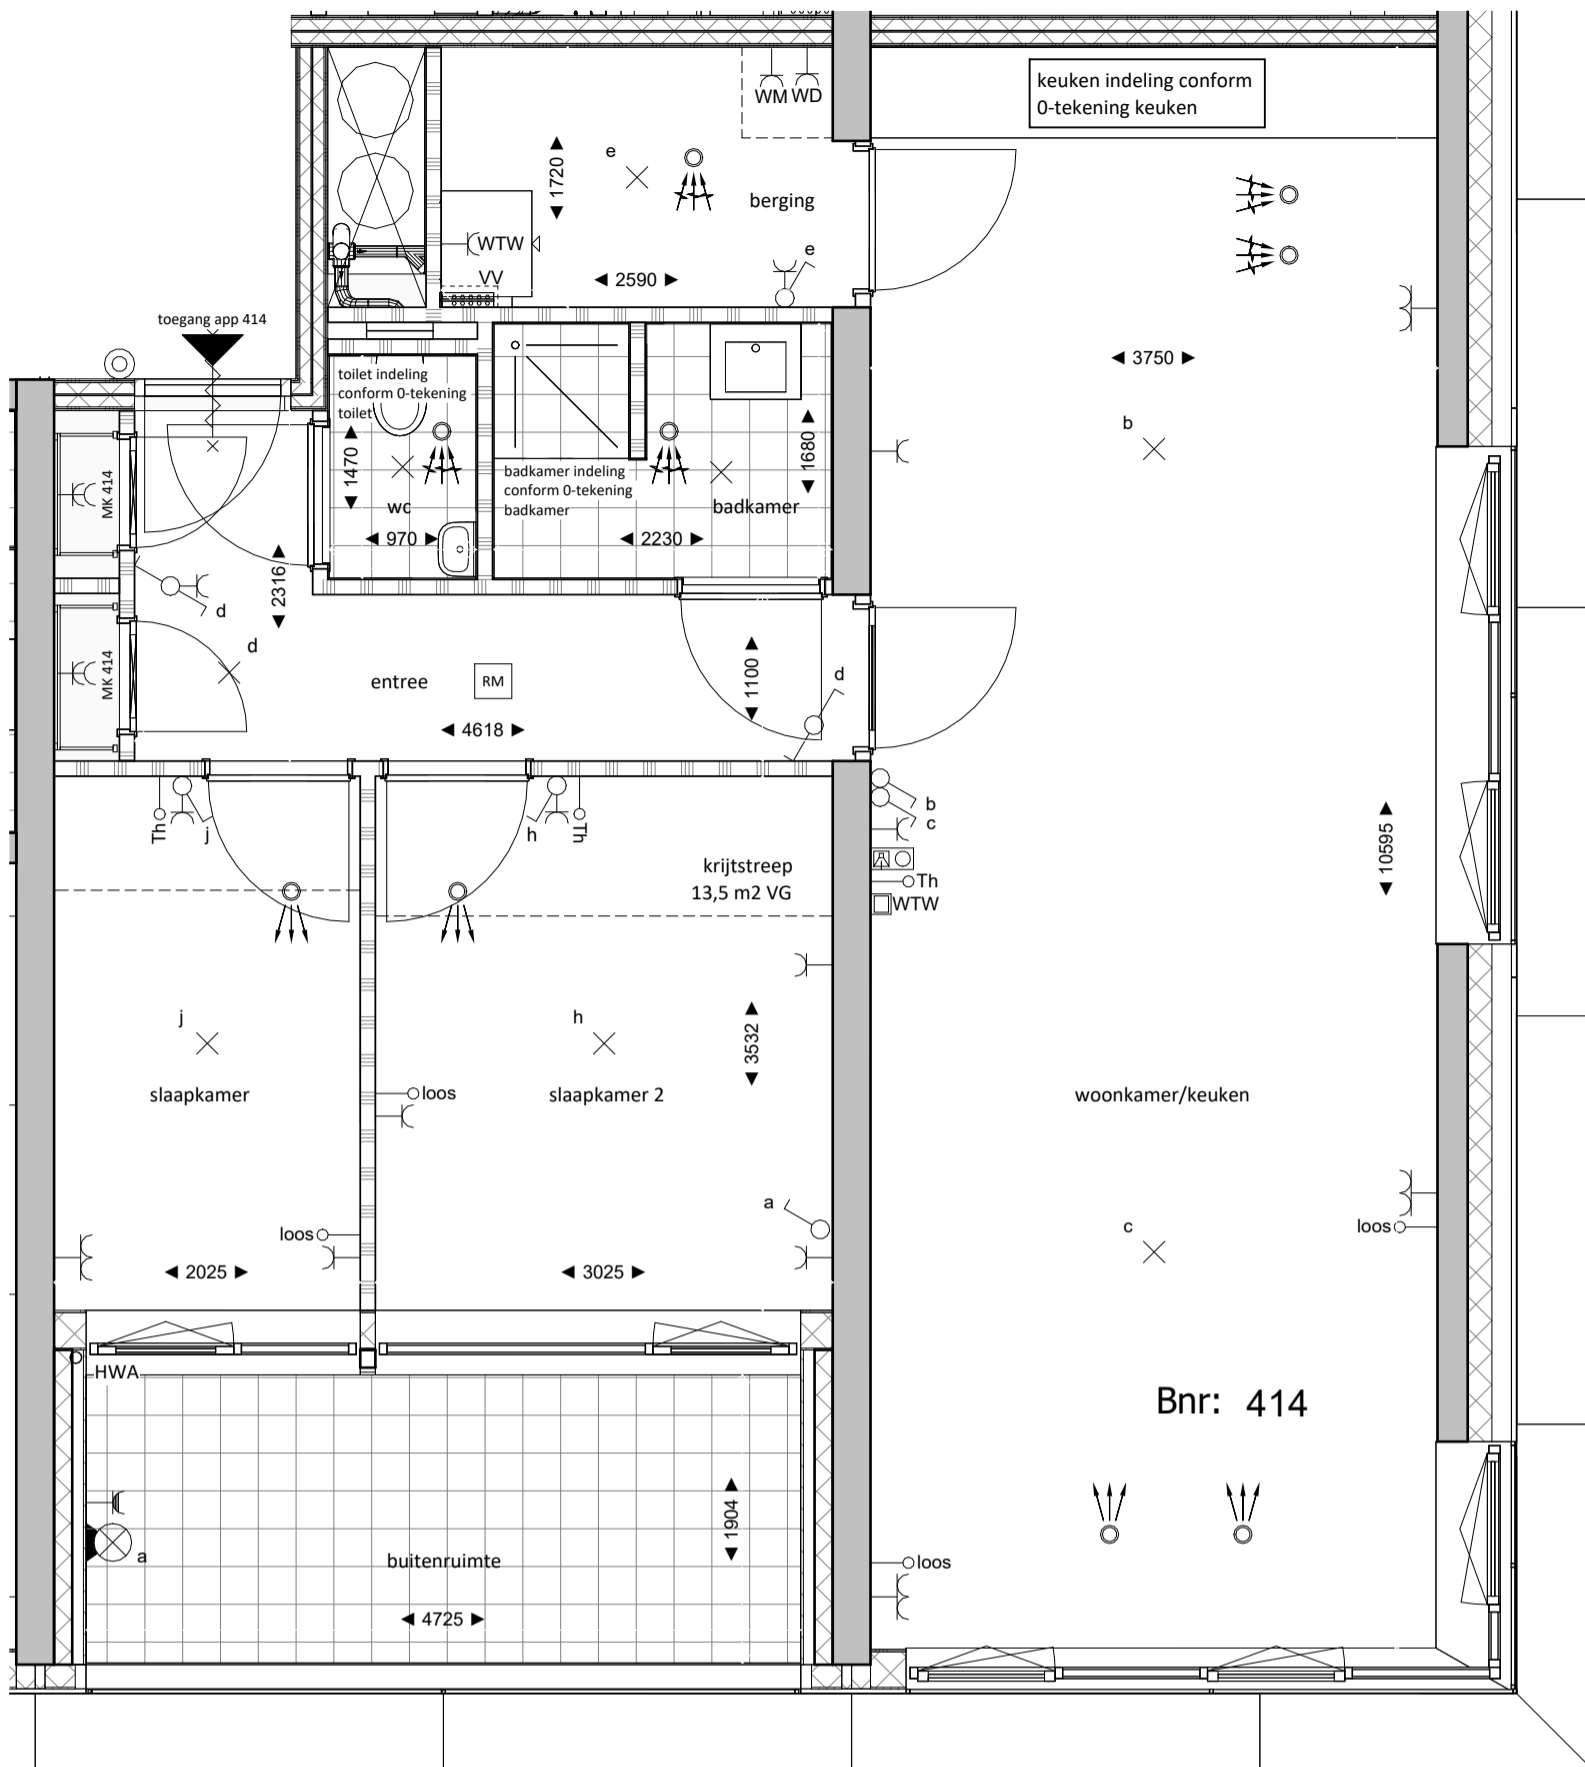 keuken indeling conform
0-tekening keuken
WM WD
e
1720
berging
WTW
VV
2590
e
toegang app 414
3750
toilet indeling
conform 0-tekening
toilet
1470
wc
970
badkamer indeling
conform 0-tekening
badkamer
1680
badkamer
2230
b
MK 414
2316
d
d
MK 414
entree
RM
1100
d
4618
Th
j
h
Th
b
c
10595
krijtstreep
13,5 m2 VG
Th
WTW
j
h
3532
slaapkamer
loos
slaapkamer 2
woonkamer/keuken
a
loos
c
loos
2025
3025
HWA
Bnr: 414
1904
a
buitenruimte
loos
4725